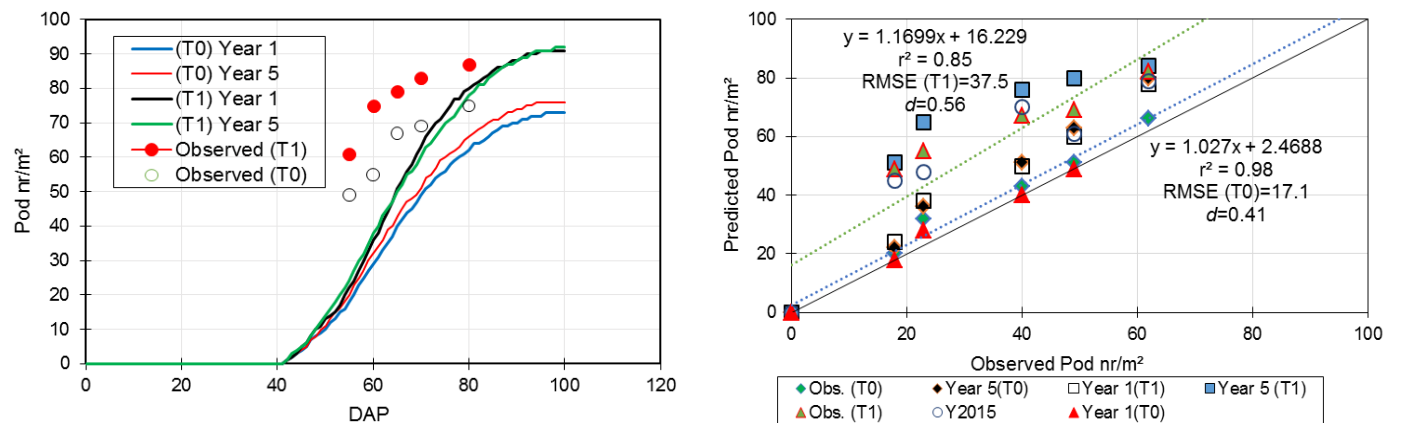 100
90
80
70
60
50
40
30
20
10
0
Pod nr/m²
(T0) Year 1
(T0) Year 5
(T1) Year 1
(T1) Year 5
Observed (T1)
Observed (T0)
0 20 40 60 80 100 120
DAP
100
80
60
40
20
0
Predicted Pod nr/m²
y = 1.1699x + 16.229
r² = 0.85
RMSE (T1)=37.5
d=0.56
y = 1.027x + 2.4688
r² = 0.98
RMSE (T0)=17.1
d=0.41
0 20 40 60 80 100
Observed Pod nr/m²
Obs. (T0) Year 5(T0) Year 1(T1) Year 5 (T1)
Obs. (T1) Y2015 Year 1(T0)